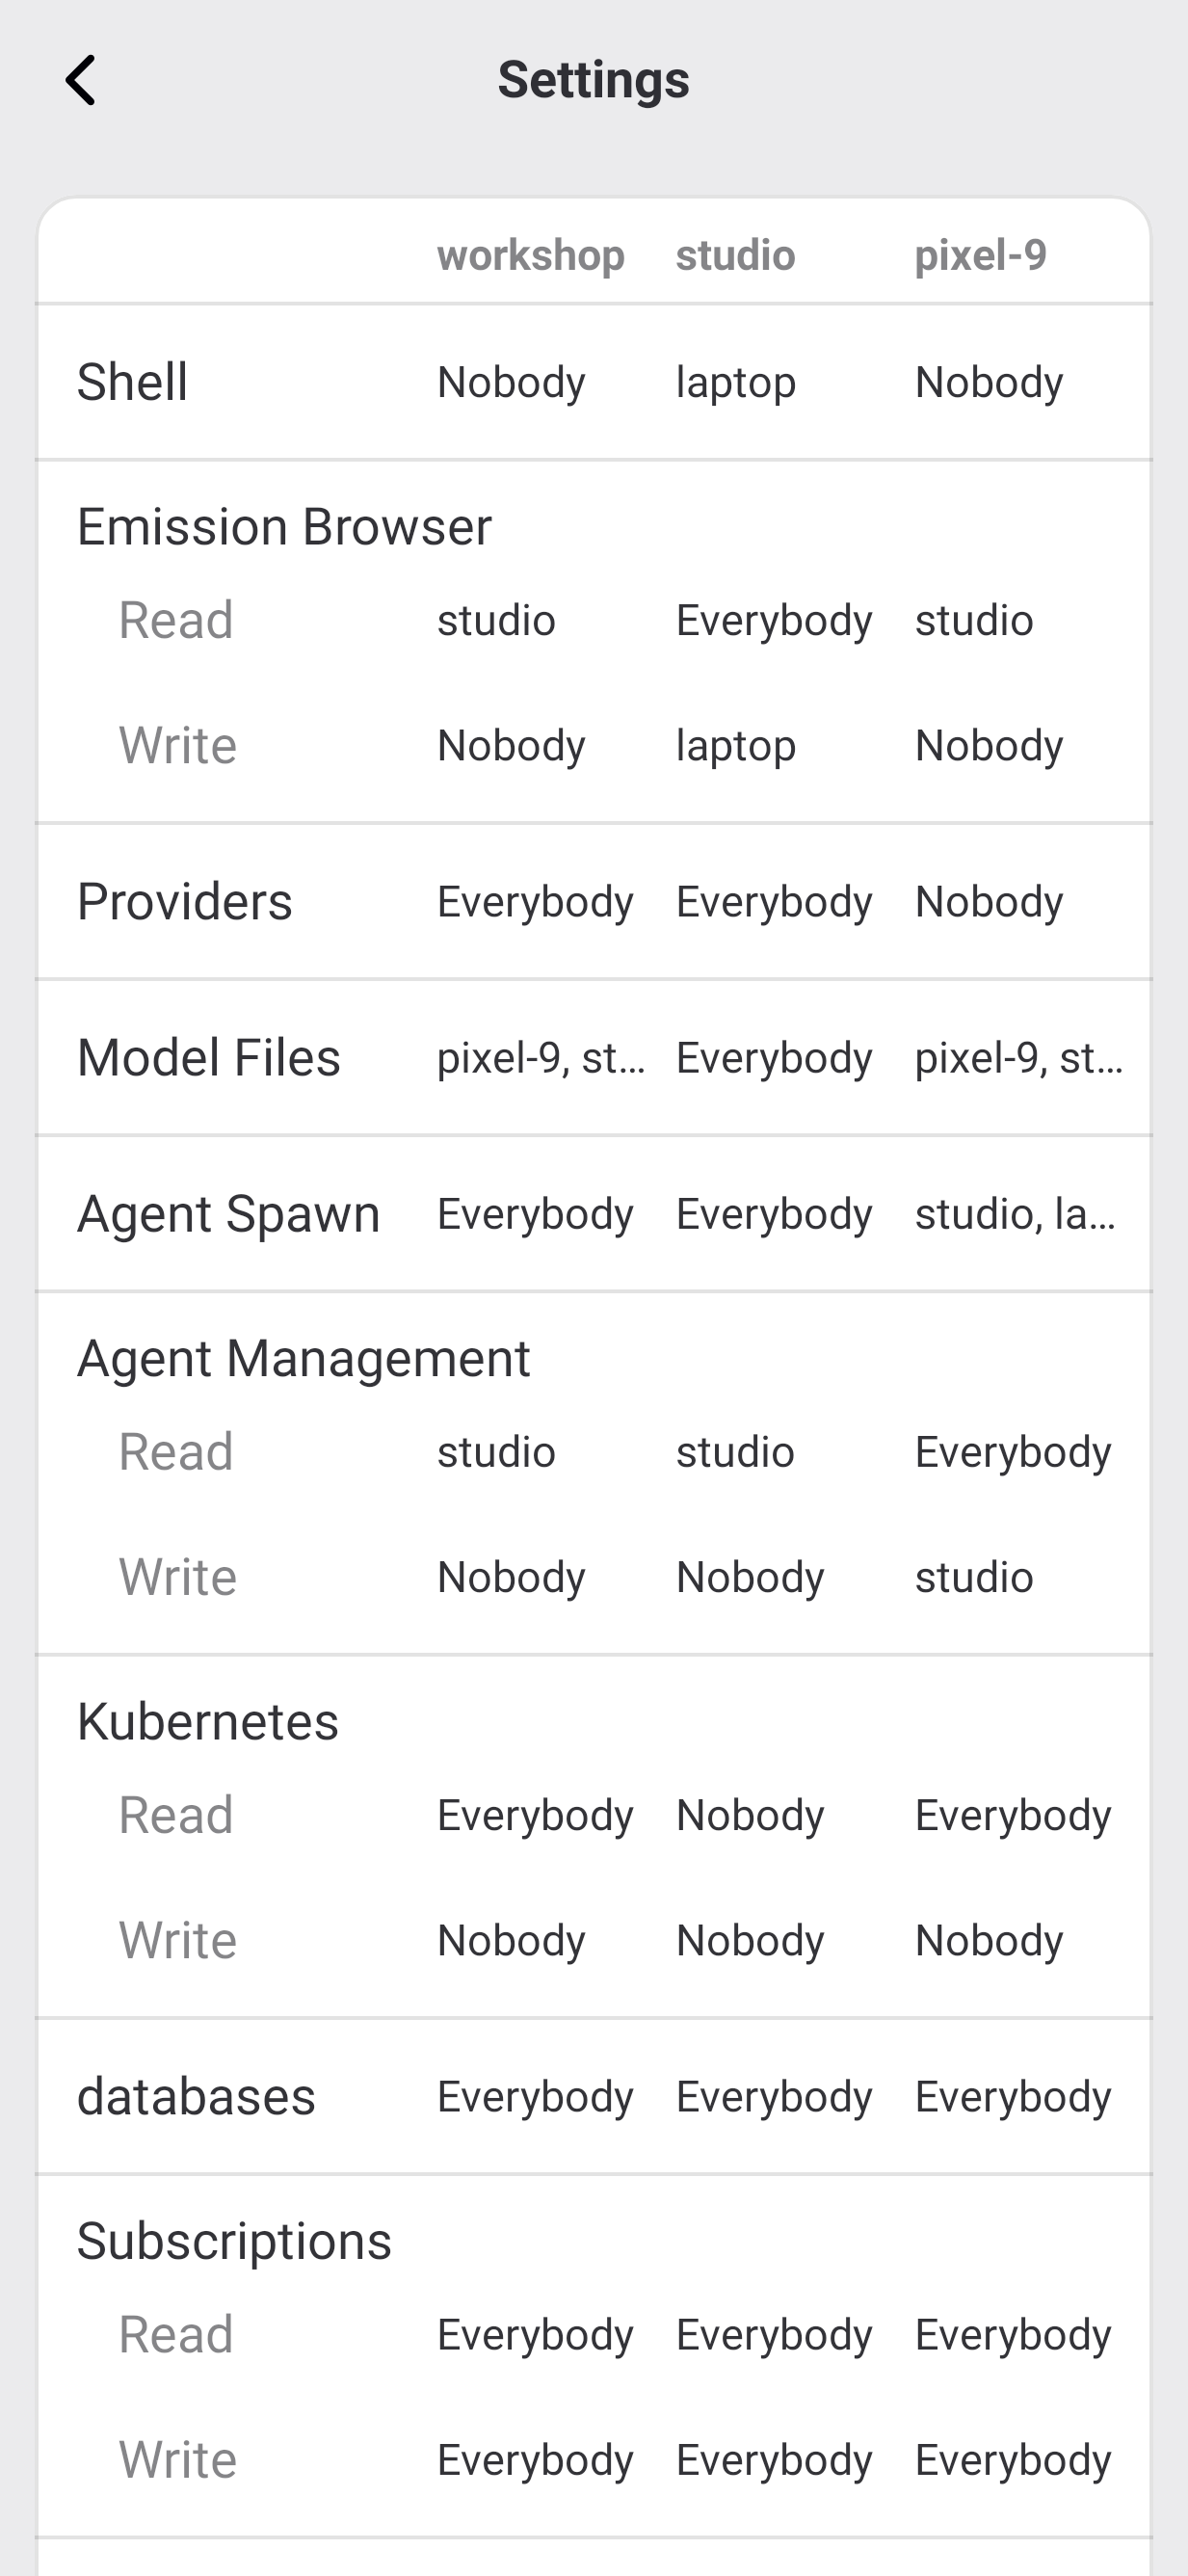 Settings
workshop studio pixel-9
Shell Nobody laptop Nobody
Emission Browser
Read studio Everybody studio
Write Nobody laptop Nobody
Providers Everybody Everybody Nobody
Model Files pixel-9, st... Everybody pixel-9, st...
Agent Spawn Everybody Everybody studio, la...
Agent Management
Read studio studio Everybody
Write Nobody Nobody studio
Kubernetes
Read Everybody Nobody Everybody
Write Nobody Nobody Nobody
databases Everybody Everybody Everybody
Subscriptions
Read Everybody Everybody Everybody
Write Everybody Everybody Everybody